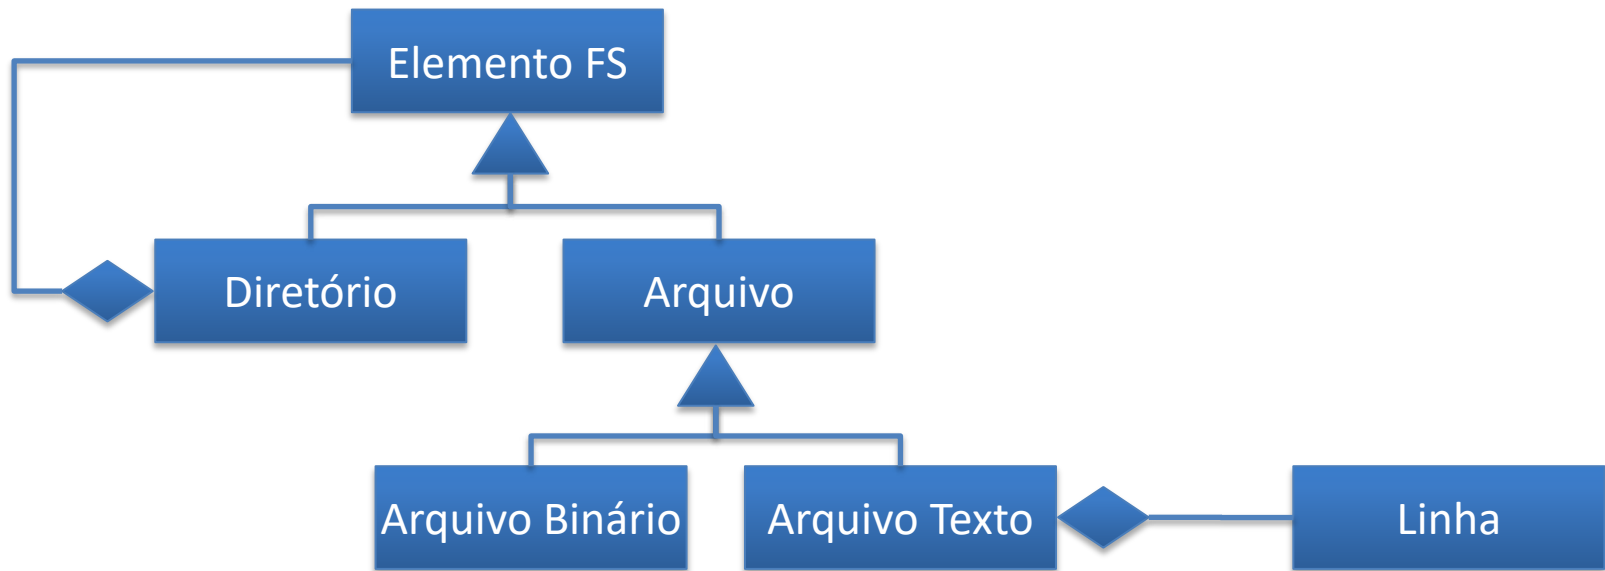 Elemento FS
Diretório
Arquivo
Arquivo Binário
Arquivo Texto
Linha